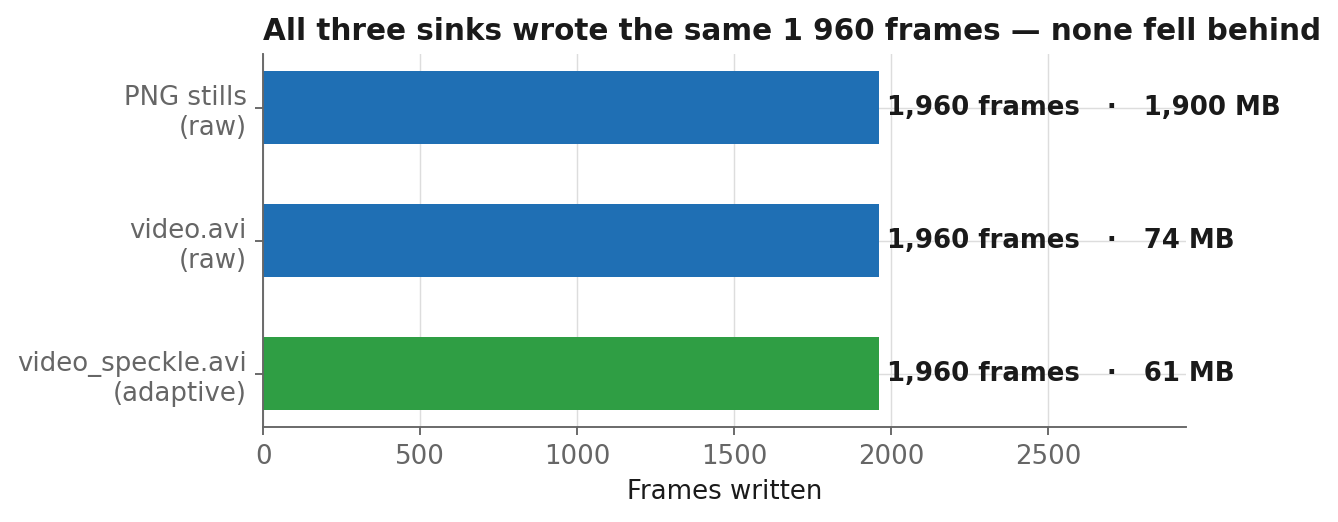 All three sinks wrote the same 1 960 frames — none fell behind
PNG stills
(raw)
1,960 frames · 1,900 MB
video.avi
(raw)
1,960 frames · 74 MB
video_speckle.avi
(adaptive)
1,960 frames · 61 MB
0 500 1000 1500 2000 2500
Frames written